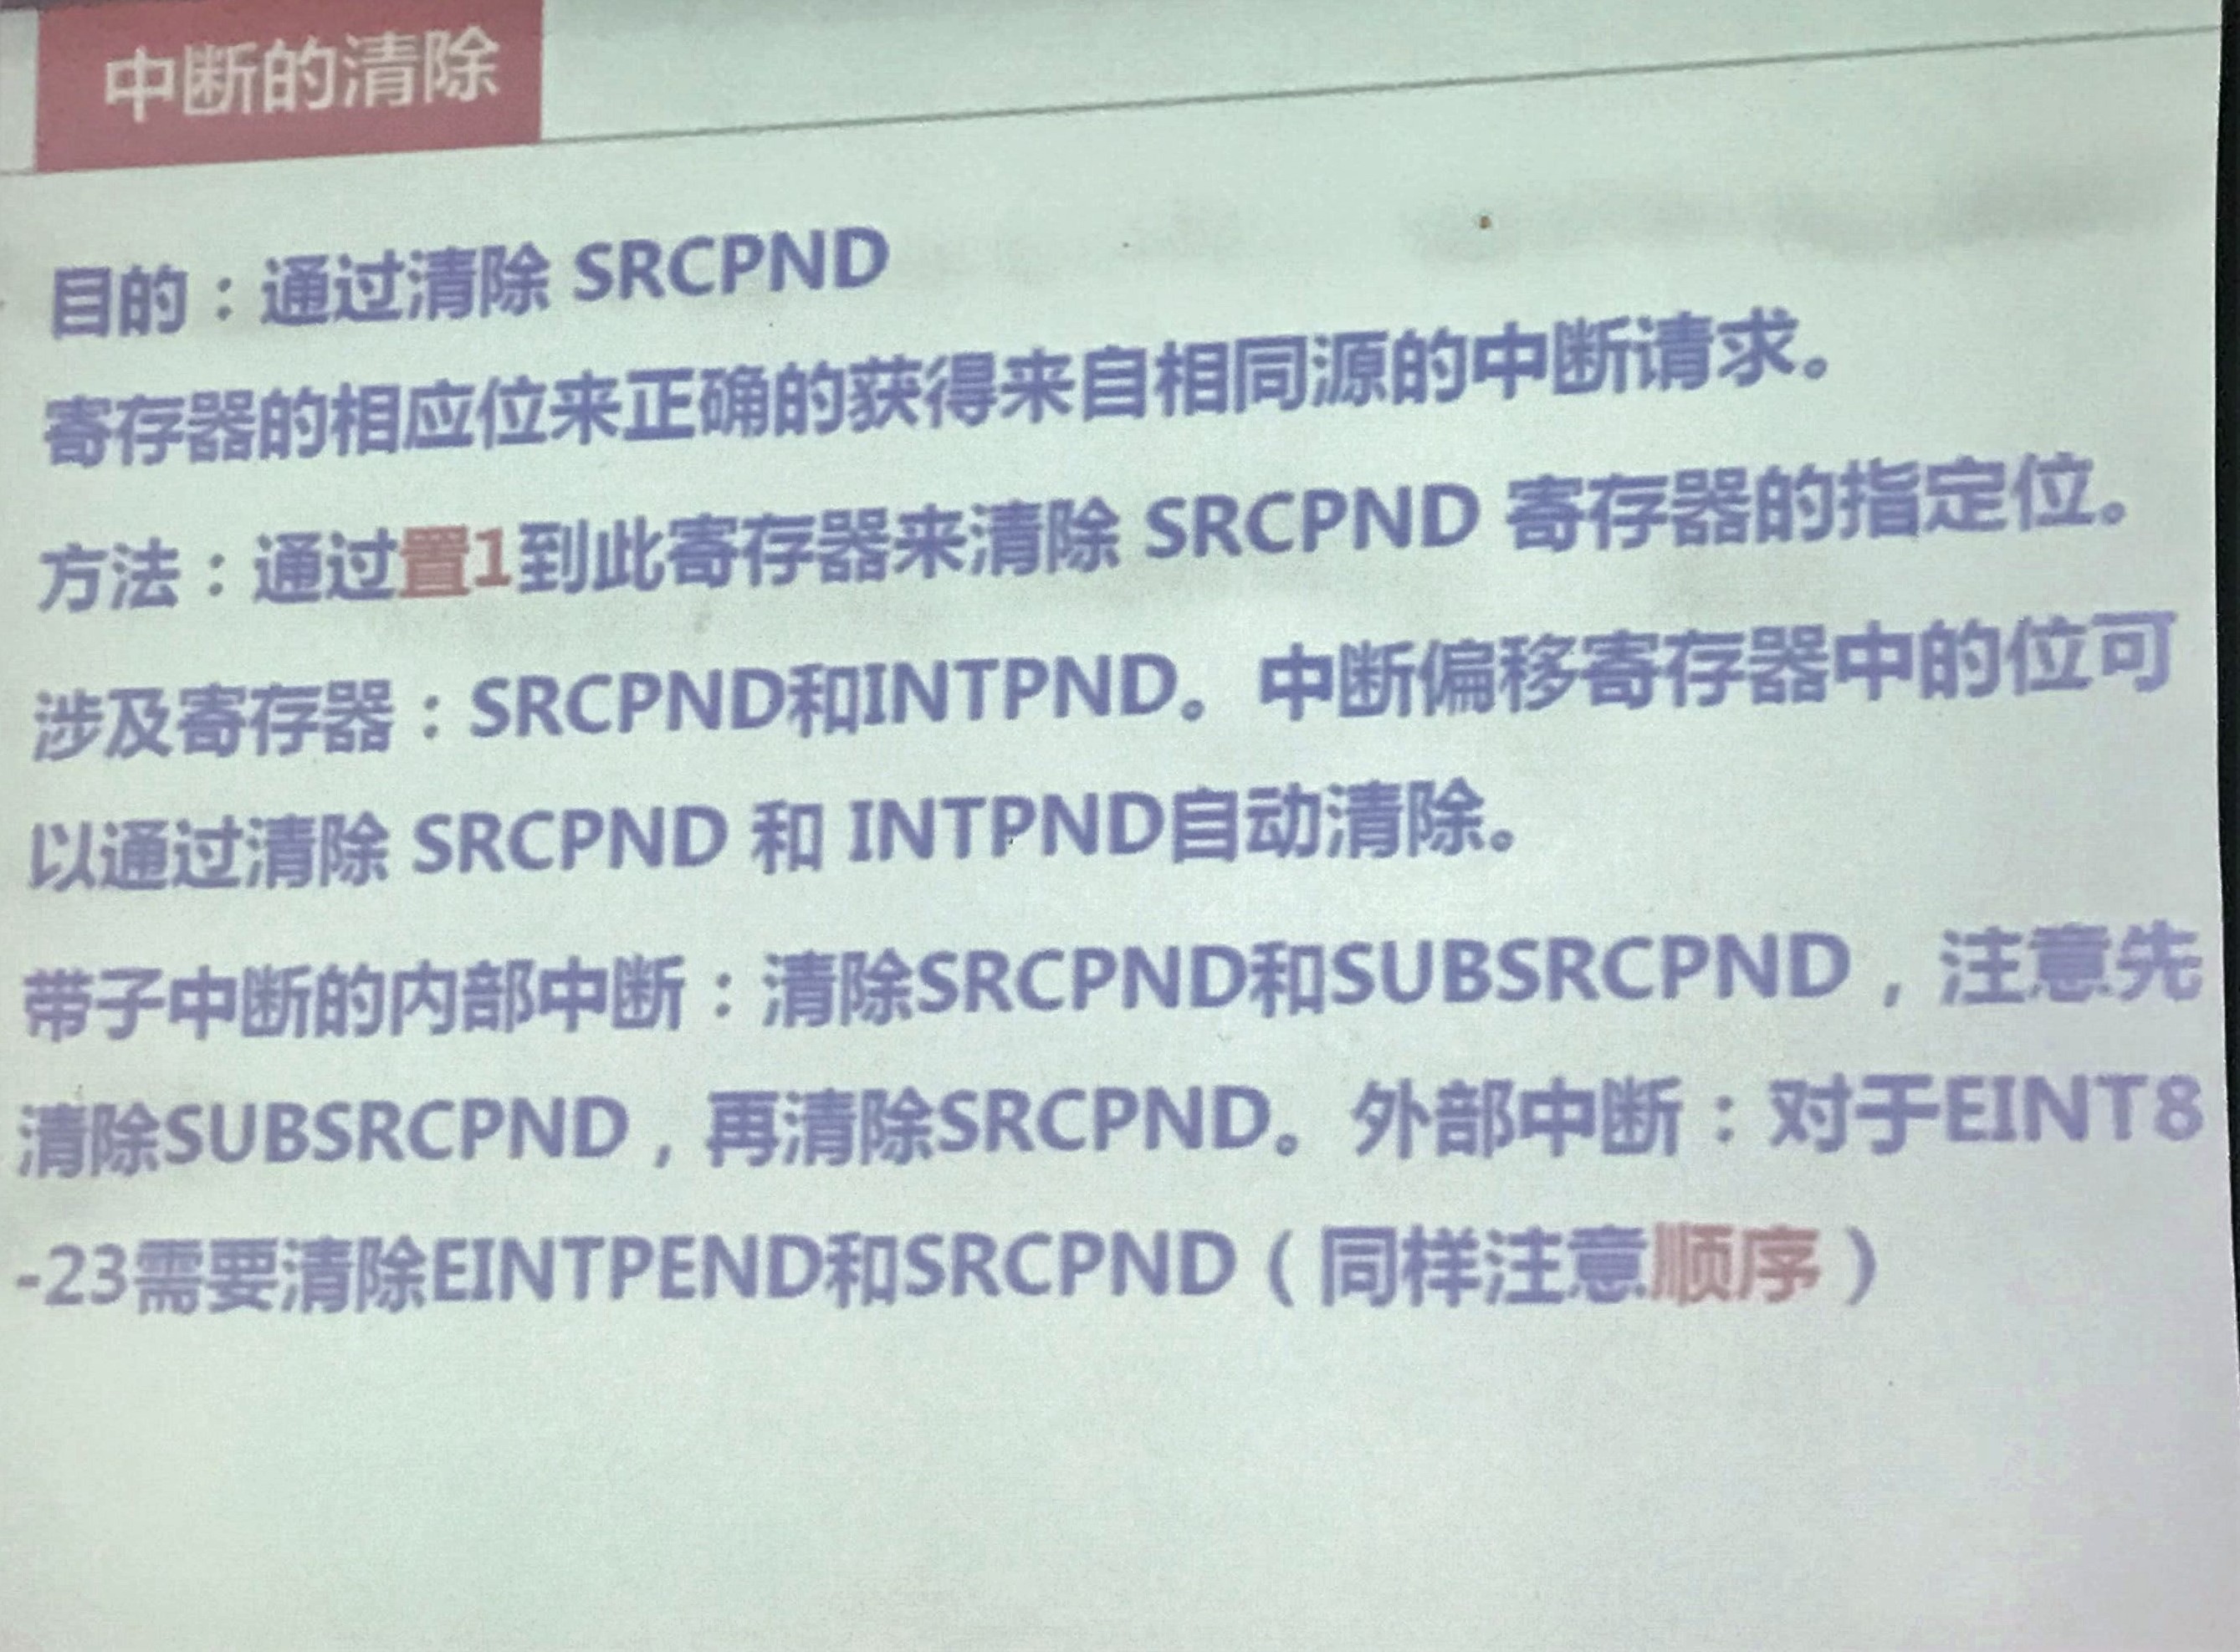 中断的清除
目的：通过清除 SRCPND
寄存器的相应位来正确的获得来自相同源的中断请求。
方法：通过置1到此寄存器来清除 SRCPND 寄存器的指定位。
涉及寄存器：SRCPND和INTPND。中断偏移寄存器中的位可
以通过清除 SRCPND 和 INTPND自动清除。
带子中断的内部中断：清除SRCPND和SUBSRCPND，注意先
清除SUBSRCPND，再清除SRCPND。外部中断：对于EINT8
-23需要清除EINTPEND和SRCPND（同样注意顺序）